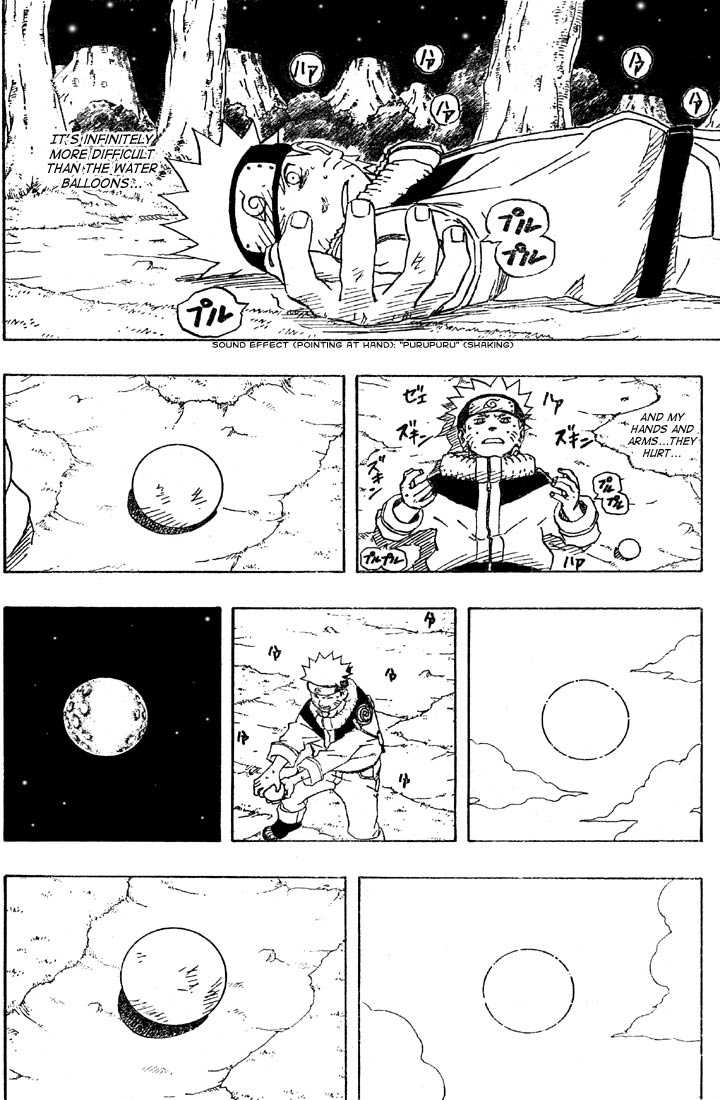 ハァ
ハァ
ハァ
ハァ
ハァ
IT'S INFINITELY
MORE DIFFICULT
THAN THE WATER
BALLOONS...
プル
プル
プル
SOUND EFFECT (POINTING AT HAND): "PURUPURU" (SHAKING)
ゼエ
ハァ
ズキン
ズキン
ズキン
AND MY
HANDS AND
ARMS...THEY
HURT...
プル
プル
プルプル
ハァ
ハァ
ハァ
ハァ
ハァ
ハァ